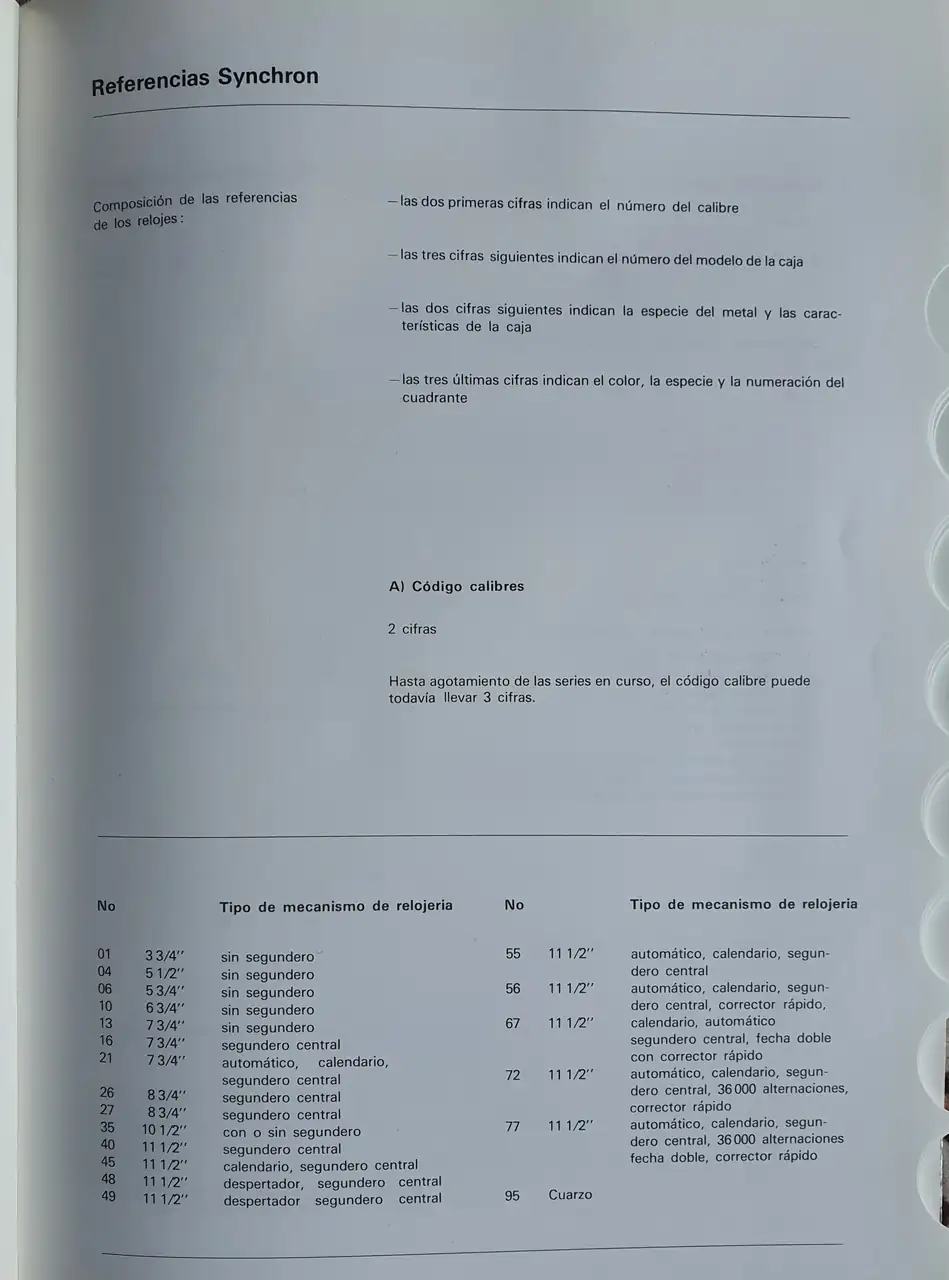 Referencias Synchron
Composición de las referencias
de los relojes:
– las dos primeras cifras indican el número del calibre
– las tres cifras siguientes indican el número del modelo de la caja
– las dos cifras siguientes indican la especie del metal y las carac-
terísticas de la caja
– las tres últimas cifras indican el color, la especie y la numeración del
cuadrante
A) Código calibres
2 cifras
Hasta agotamiento de las series en curso, el código calibre puede
todavía llevar 3 cifras.
No Tipo de mecanismo de relojeria
01 3 3/4’’ sin segundero
04 5 1/2’’ sin segundero
06 5 3/4’’ sin segundero
10 6 3/4’’ sin segundero
13 7 3/4’’ sin segundero
16 7 3/4’’ segundero central
21 7 3/4’’ automático, calendario,
segundero central
26 8 3/4’’ segundero central
27 8 3/4’’ segundero central
35 10 1/2’’ con o sin segundero
40 11 1/2’’ segundero central
45 11 1/2’’ calendario, segundero central
48 11 1/2’’ despertador, segundero central
49 11 1/2’’ despertador segundero central
No Tipo de mecanismo de relojeria
55 11 1/2’’ automático, calendario, segun-
dero central
56 11 1/2’’ automático, calendario, segun-
dero central, corrector rápido,
67 11 1/2’’ calendario, automático
segundero central, fecha doble
con corrector rápido
72 11 1/2’’ automático, calendario, segun-
dero central, 36 000 alternaciones,
corrector rápido
77 11 1/2’’ automático, calendario, segun-
dero central, 36 000 alternaciones
fecha doble, corrector rápido
95 Cuarzo